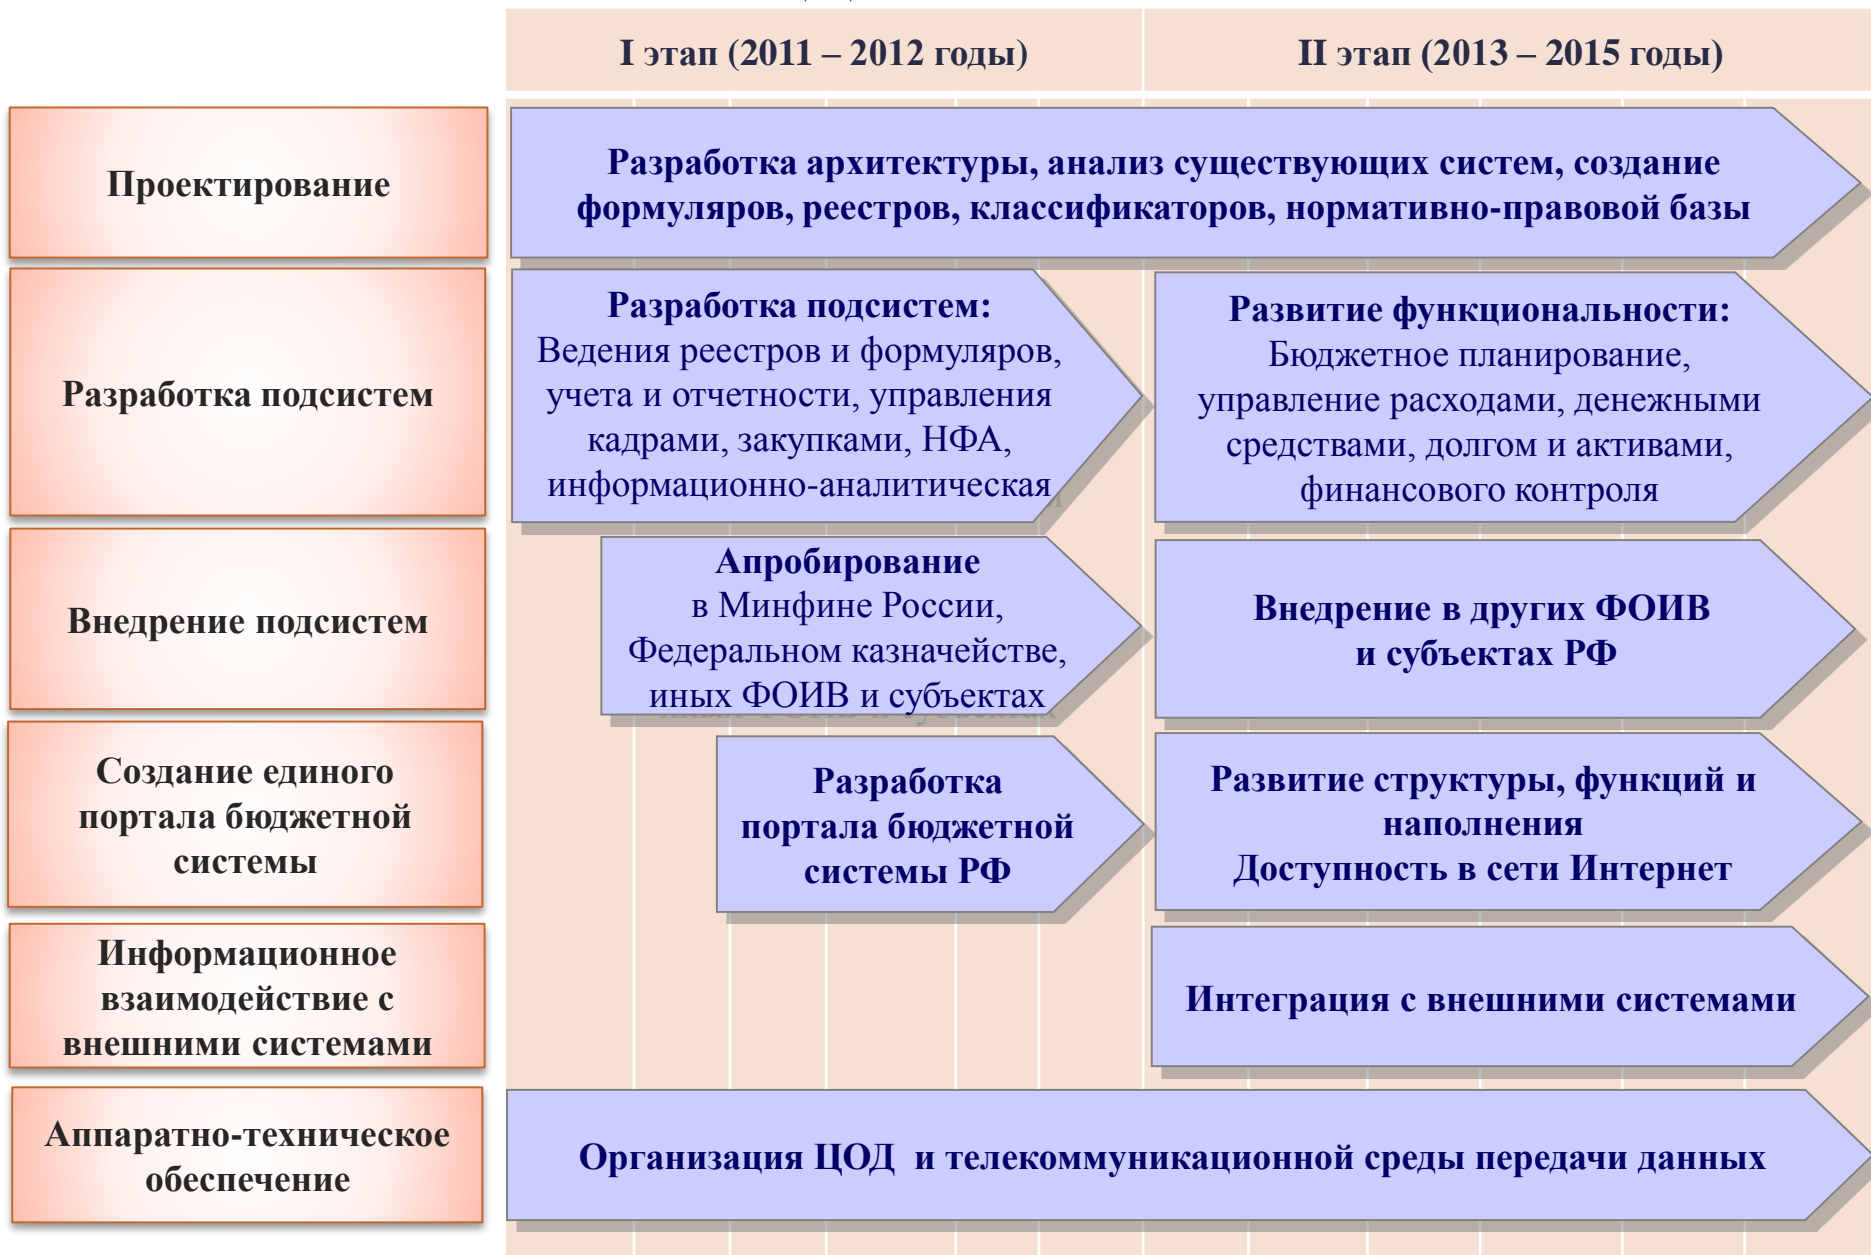 I этап (2011 – 2012 годы)
II этап (2013 – 2015 годы)
Проектирование
Разработка архитектуры, анализ существующих систем, создание
формуляров, реестров, классификаторов, нормативно-правовой базы
Разработка подсистем
Разработка подсистем:
Ведения реестров и формуляров,
учета и отчетности, управления
кадрами, закупками, НФА,
информационно-аналитическая
Развитие функциональности:
Бюджетное планирование,
управление расходами, денежными
средствами, долгом и активами,
финансового контроля
Внедрение подсистем
Апробирование
в Минфине России,
Федеральном казначействе,
иных ФОИВ и субъектах
Внедрение в других ФОИВ
и субъектах РФ
Создание единого
портала бюджетной
системы
Разработка
портала бюджетной
системы РФ
Развитие структуры, функций и
наполнения
Доступность в сети Интернет
Информационное
взаимодействие с
внешними системами
Интеграция с внешними системами
Аппаратно-техническое
обеспечение
Организация ЦОД  и телекоммуникационной среды передачи данных